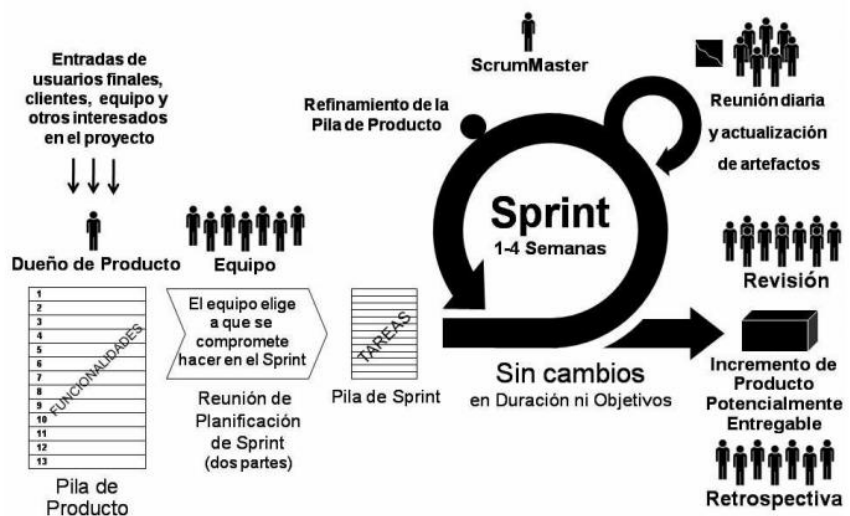 Entradas de
usuarios finales,
clientes, equipo y
otros interesados
en el proyecto
Dueño de Producto
1
2
3
4
5
6
7
8
9
10
11
12
13
FUNCIONALIDADES
Pila de
Producto
Equipo
El equipo elige
a que se
compromete
hacer en el Sprint
Reunión de
Planificación
de Sprint
(dos partes)
TAREAS
Pila de Sprint
ScrumMaster
Refinamiento de la
Pila de Producto
Sprint
1-4 Semanas
Sin cambios
en Duración ni Objetivos
Reunión diaria
y actualización
de artefactos
Revisión
Incremento de
Producto
Potencialmente
Entregable
Retrospectiva